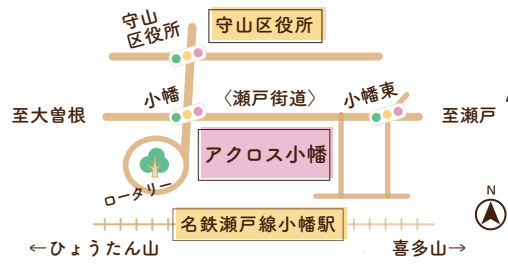 守山
区役所
守山区役所
小幡
〈瀬戸街道〉
小幡東
至大曽根
至瀬戸
アクロス小幡
ロータリー
N
名鉄瀬戸線小幡駅
←ひょうたん山
喜多山→